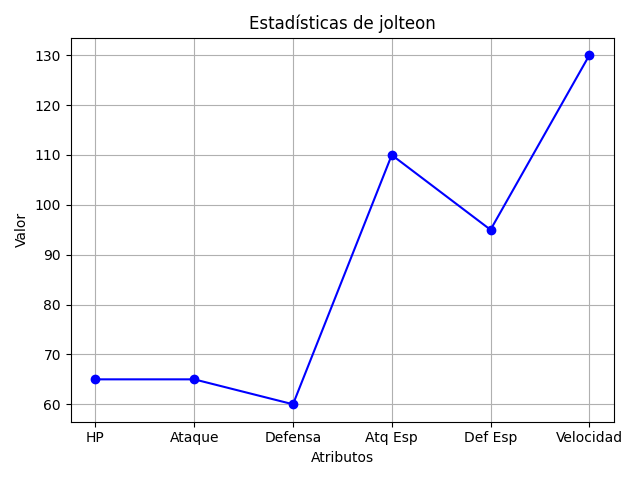 Estadísticas de jolteon
Valor
130
120
110
100
90
80
70
60
HP Ataque Defensa Atq Esp Def Esp Velocidad
Atributos